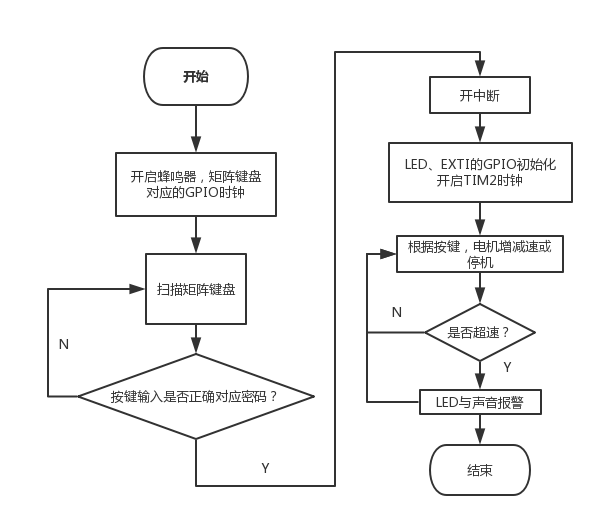 开始
开启蜂鸣器，矩阵键盘
对应的GPIO时钟
扫描矩阵键盘
N
按键输入是否正确对应密码？
Y
开中断
LED、EXTI的GPIO初始化
开启TIM2时钟
根据按键，电机增减速或
停机
N
是否超速？
Y
LED与声音报警
结束